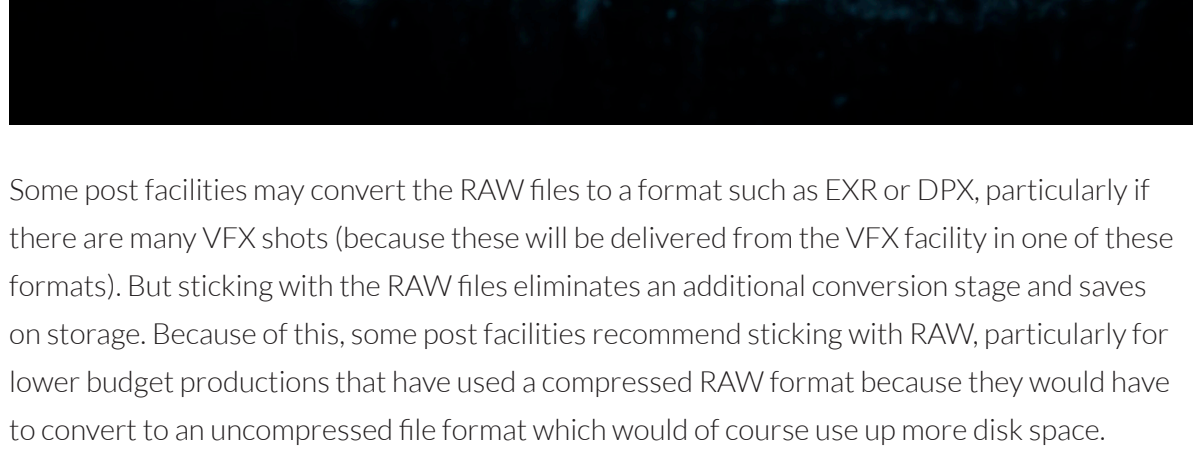 Some post facilities may convert the RAW files to a format such as EXR or DPX, particularly if
there are many VFX shots (because these will be delivered from the VFX facility in one of these
formats). But sticking with the RAW files eliminates an additional conversion stage and saves
on storage. Because of this, some post facilities recommend sticking with RAW, particularly for
lower budget productions that have used a compressed RAW format because they would have
to convert to an uncompressed file format which would of course use up more disk space.